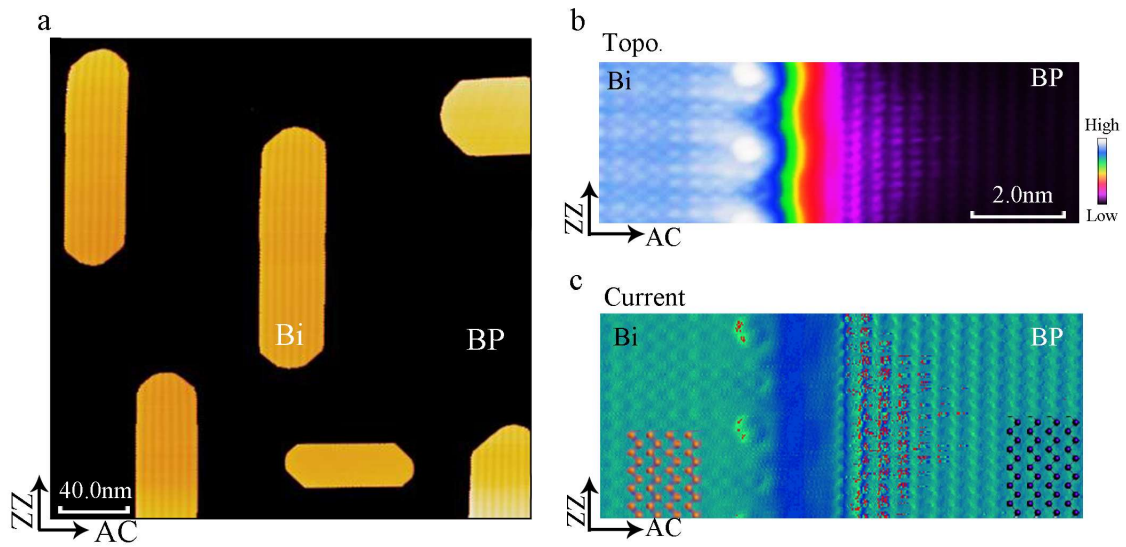 a
Bi
BP
40.0nm
ZZ
AC
b
Topo.
Bi
BP
High
Low
2.0nm
ZZ
AC
c
Current
Bi
BP
ZZ
AC